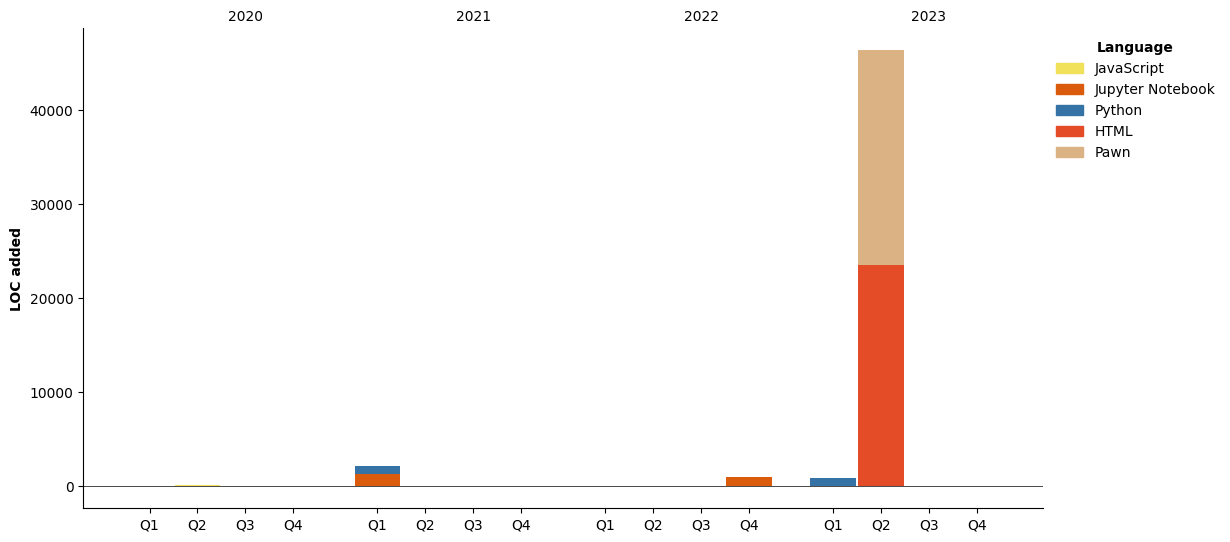 2020 2021 2022 2023
Language
JavaScript
Jupyter Notebook
Python
HTML
Pawn
LOC added
40000
30000
20000
10000
0
Q1 Q2 Q3 Q4 Q1 Q2 Q3 Q4 Q1 Q2 Q3 Q4 Q1 Q2 Q3 Q4